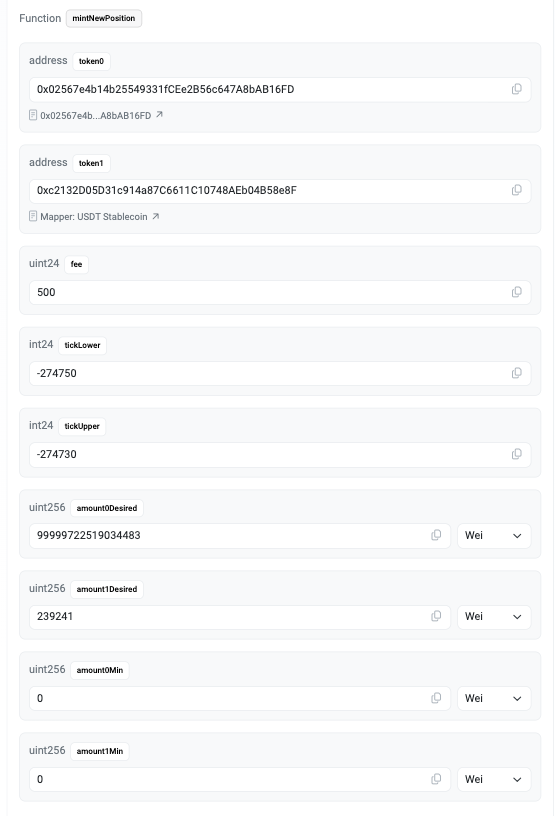 Function mintNewPosition
address token0
0x02567e4b14b25549331fCEe2B56c647A8bAB16FD
0x02567e4b...A8bAB16FD
address token1
0xc2132D05D31c914a87C6611C10748AEb04B58e8F
Mapper: USDT Stablecoin
uint24 fee
500
int24 tickLower
-274750
int24 tickUpper
-274730
uint256 amount0Desired
99999722519034483 Wei
uint256 amount1Desired
239241 Wei
uint256 amount0Min
0 Wei
uint256 amount1Min
0 Wei